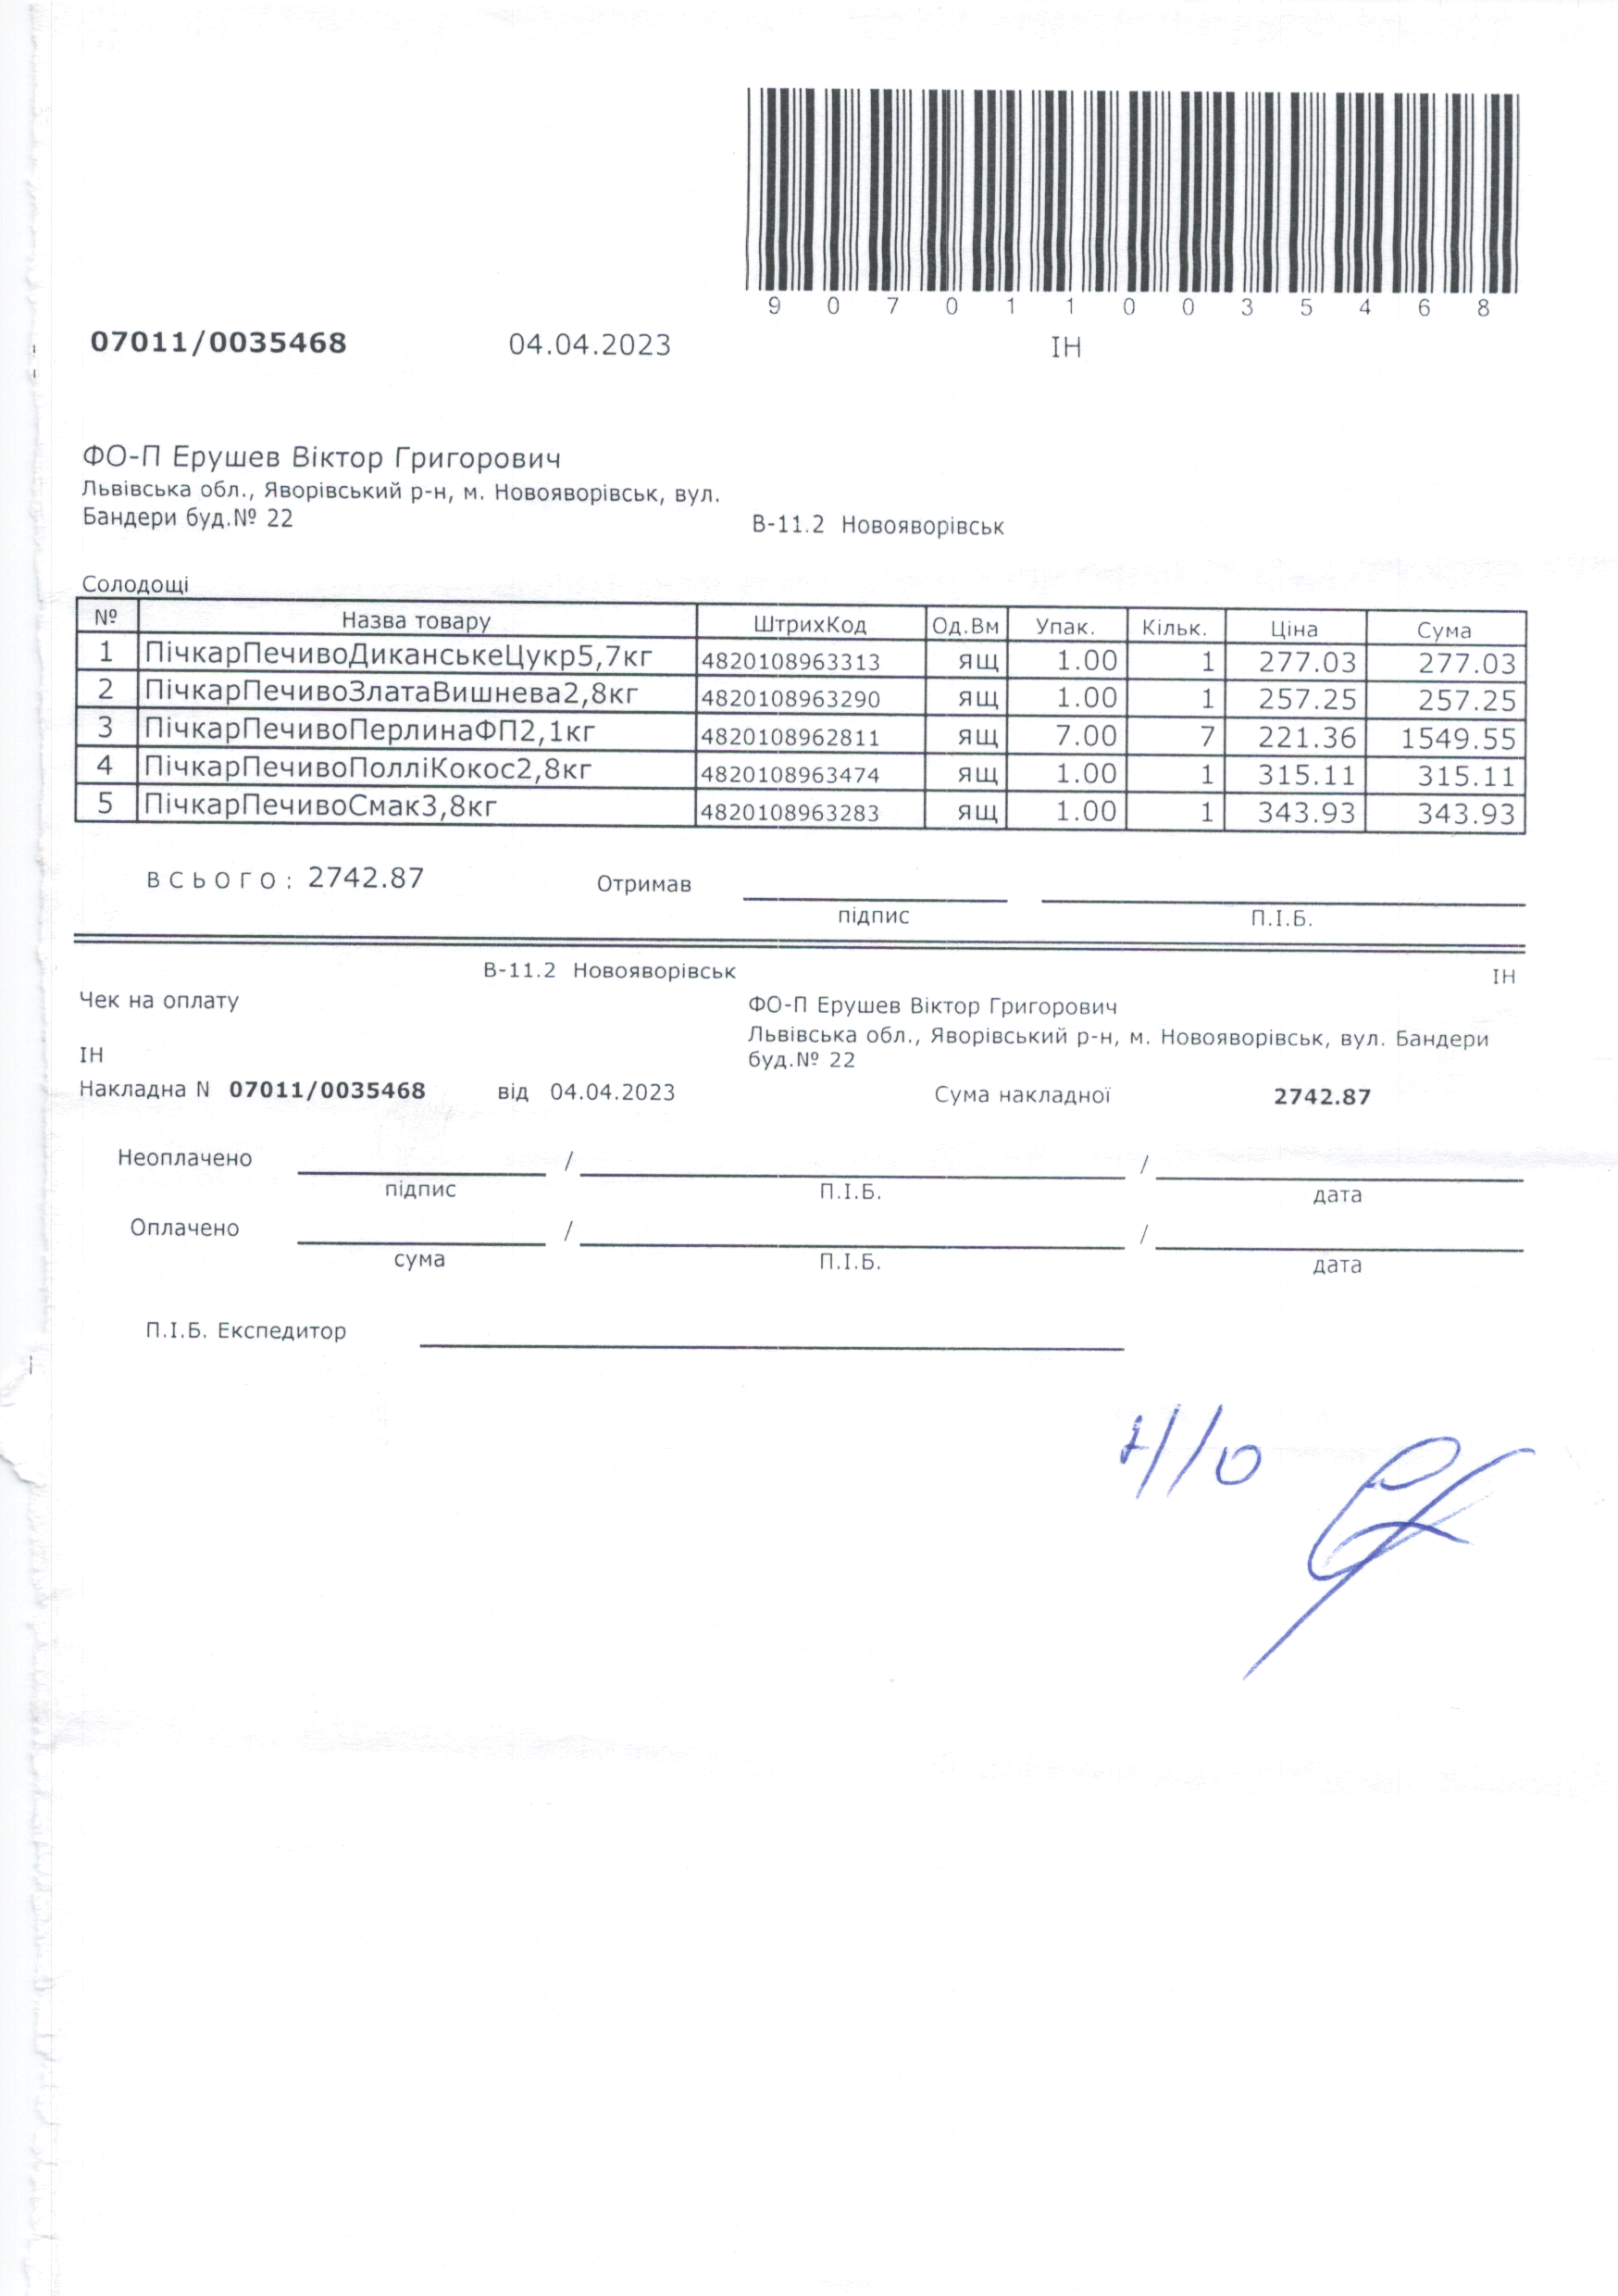 9 0 7 0 1 1 0 0 3 5 4 6 8
07011/0035468 04.04.2023 ІН
ФО-П Ерушев Віктор Григорович
Львівська обл., Яворівський р-н, м. Новояворівськ, вул.
Бандери буд.№ 22 В-11.2 Новояворівськ
Солодощі
№ Назва товару ШтрихКод Од.Вм Упак. Кільк. Ціна Сума
1 ПічкарПечивоДиканськеЦукр5,7кг 4820108963313 ящ 1.00 1 277.03 277.03
2 ПічкарПечивоЗлатаВишнева2,8кг 4820108963290 ящ 1.00 1 257.25 257.25
3 ПічкарПечивоПерлинаФП2,1кг 4820108962811 ящ 7.00 7 221.36 1549.55
4 ПічкарПечивоПолліКокос2,8кг 4820108963474 ящ 1.00 1 315.11 315.11
5 ПічкарПечивоСмак3,8кг 4820108963283 ящ 1.00 1 343.93 343.93
ВСЬОГО: 2742.87 Отримав
підпис П.І.Б.
В-11.2 Новояворівськ ІН
Чек на оплату ФО-П Ерушев Віктор Григорович
Львівська обл., Яворівський р-н, м. Новояворівськ, вул. Бандери
ІН буд.№ 22
Накладна N 07011/0035468 від 04.04.2023 Сума накладної 2742.87
Неоплачено / /
підпис П.І.Б. дата
Оплачено / /
сума П.І.Б. дата
П.І.Б. Експедитор